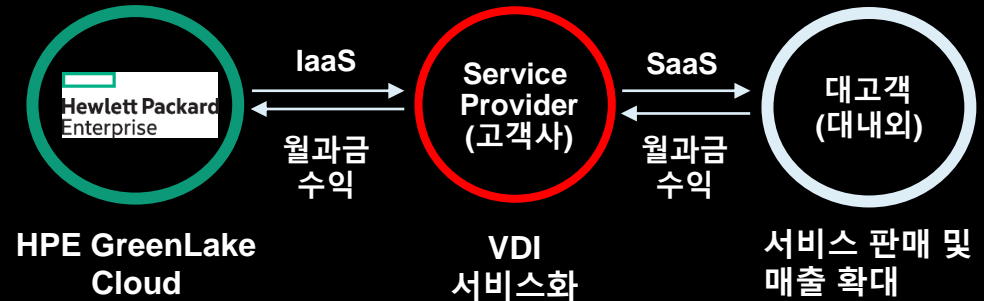 Hewlett Packard
Enterprise
IaaS
월과금
수익
Service
Provider
(고객사)
SaaS
월과금
수익
대고객
(대내외)
HPE GreenLake
Cloud
VDI
서비스화
서비스 판매 및
매출 확대